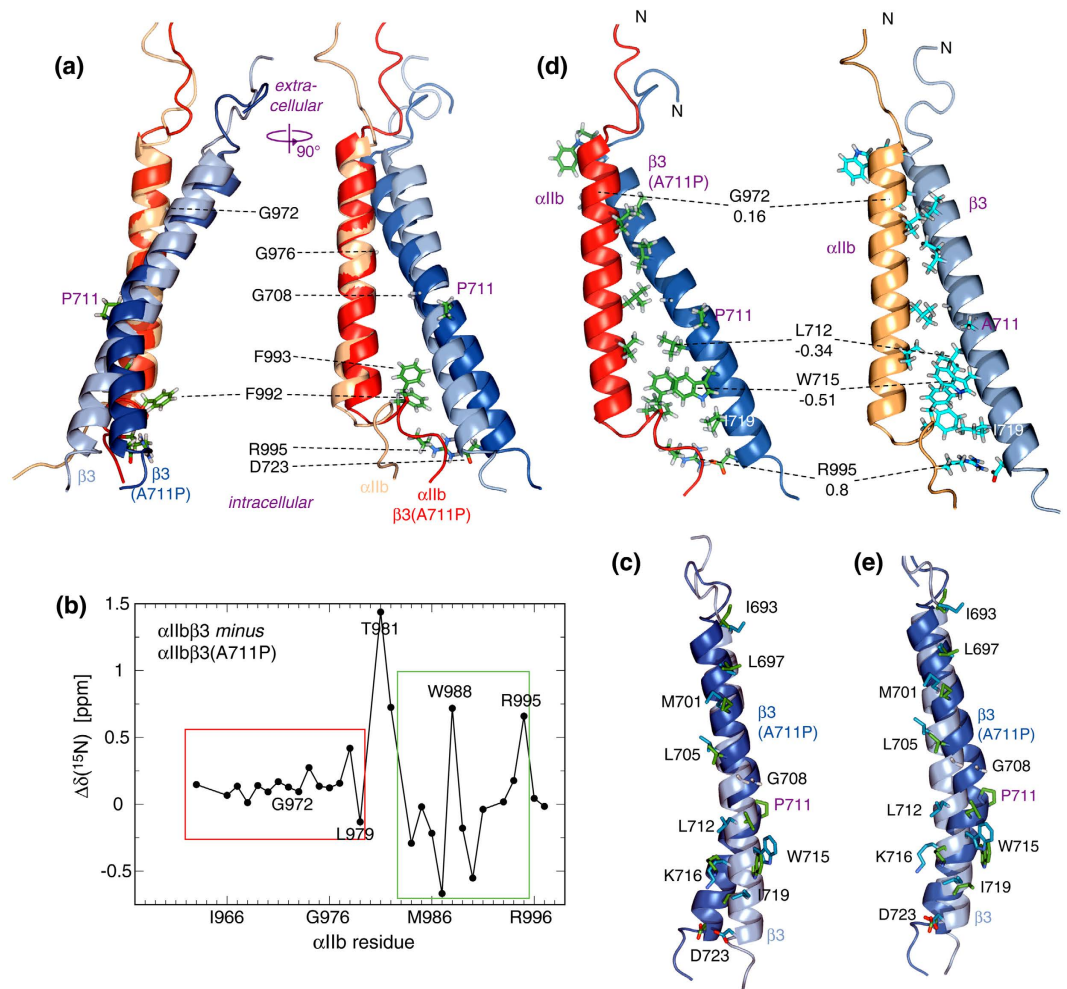 (a)
extra-
cellular
90°
G972
G976
G708
P711
P711
F993
F992
R995
D723
β3
β3
(A711P)
αIIb
αIIb
β3(A711P)
intracellular
(d)
N
N
N
N
αIIb
β3
(A711P)
G972
0.16
β3
αIIb
P711
A711
L712
-0.34
W715
-0.51
I719
I719
R995
0.8
(b)
αIIbβ3 minus
αIIbβ3(A711P)
Δδ(¹⁵N) [ppm]
1.5
1
0.5
0
-0.5
T981
W988
R995
G972
L979
I966
G976
M986
R996
αIIb residue
(c)
I693
L697
M701
β3
(A711P)
L705
G708
P711
L712
W715
K716
I719
β3
D723
(e)
I693
L697
M701
β3
(A711P)
L705
G708
P711
L712
W715
K716
I719
D723
β3